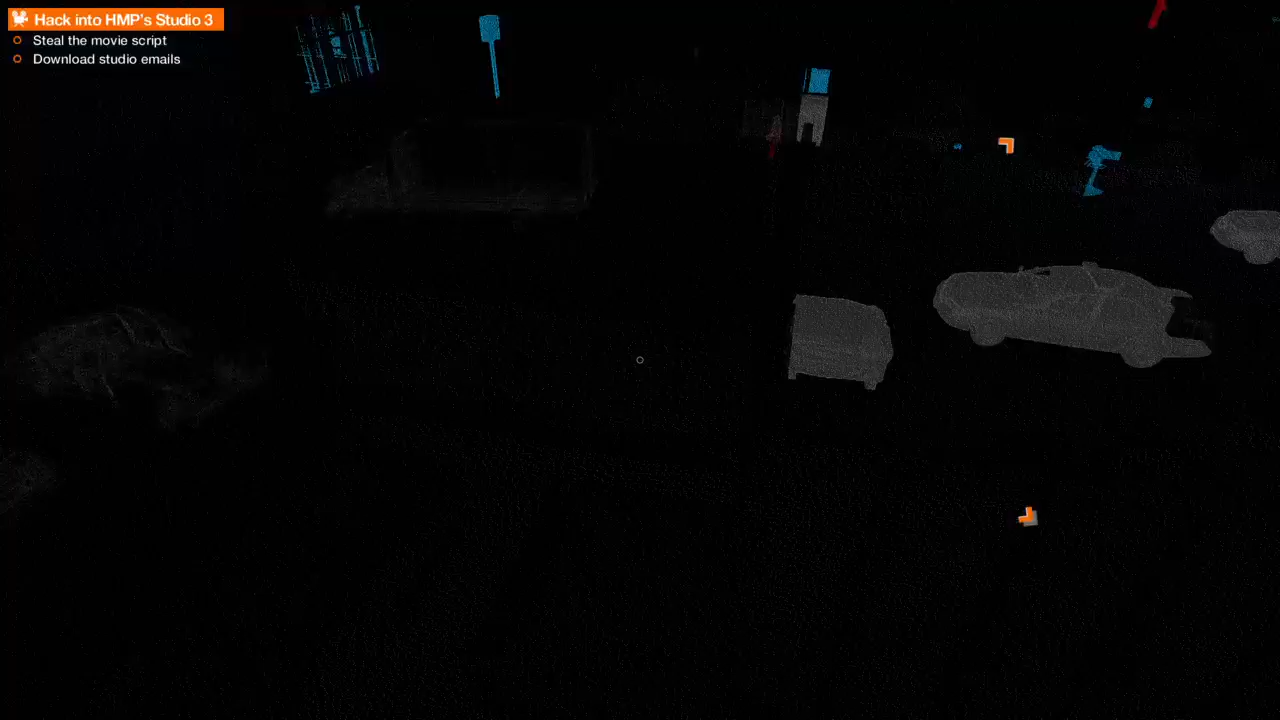 Hack into HMP's Studio 3
Steal the movie script
Download studio emails